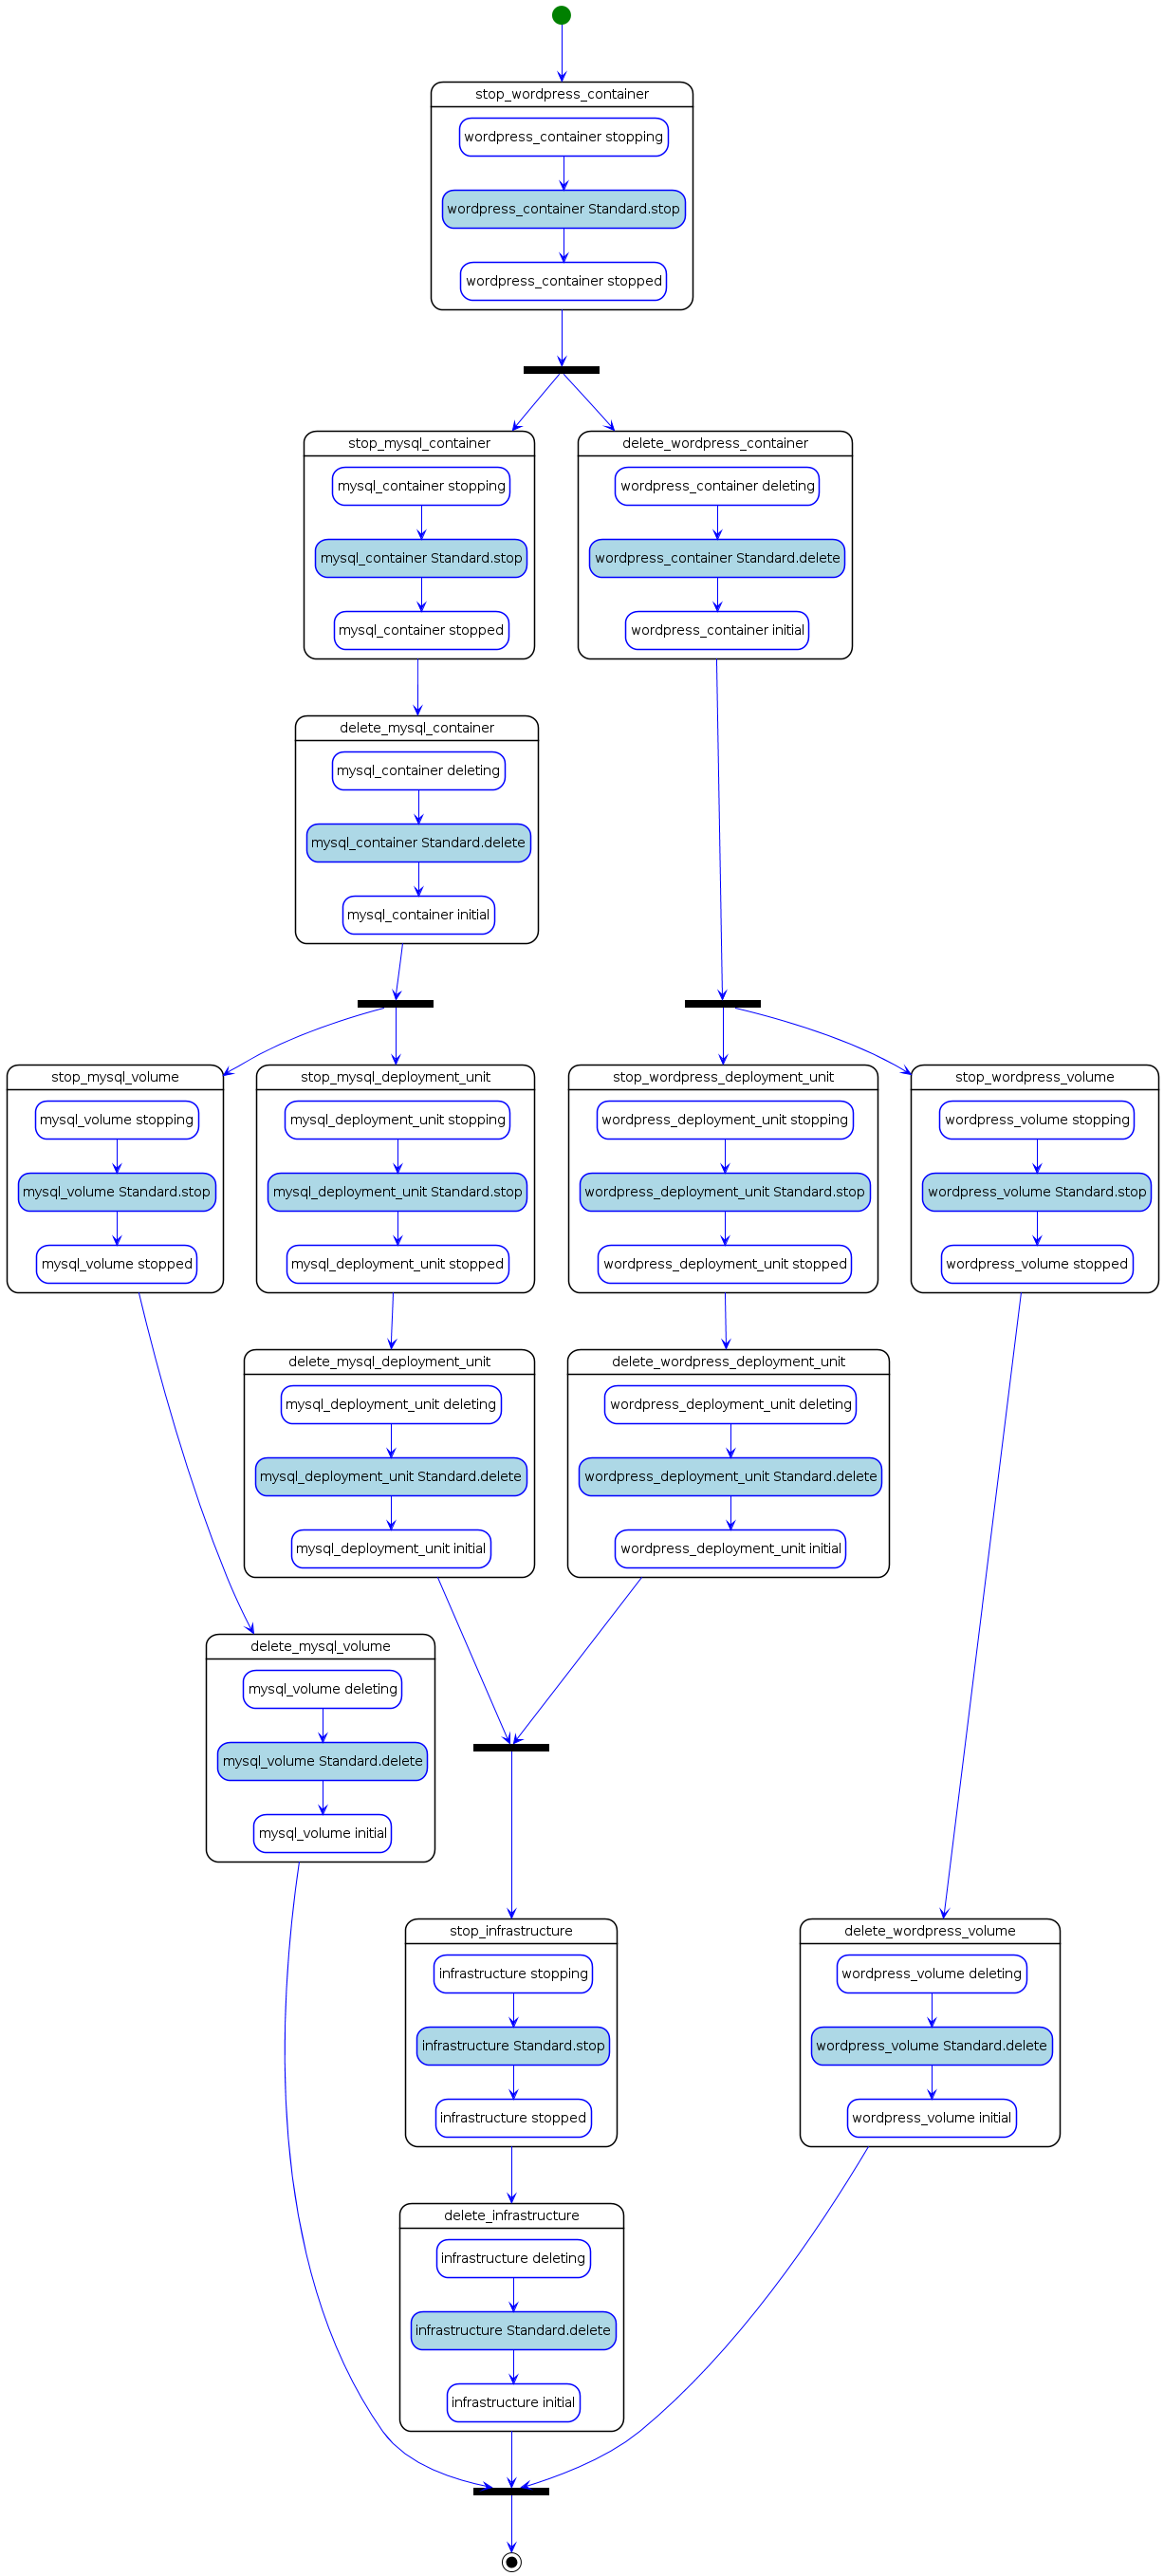 stop_wordpress_container
wordpress_container stopping
wordpress_container Standard.stop
wordpress_container stopped
stop_mysql_container
mysql_container stopping
mysql_container Standard.stop
mysql_container stopped
delete_wordpress_container
wordpress_container deleting
wordpress_container Standard.delete
wordpress_container initial
delete_mysql_container
mysql_container deleting
mysql_container Standard.delete
mysql_container initial
stop_mysql_volume
mysql_volume stopping
mysql_volume Standard.stop
mysql_volume stopped
stop_mysql_deployment_unit
mysql_deployment_unit stopping
mysql_deployment_unit Standard.stop
mysql_deployment_unit stopped
stop_wordpress_deployment_unit
wordpress_deployment_unit stopping
wordpress_deployment_unit Standard.stop
wordpress_deployment_unit stopped
stop_wordpress_volume
wordpress_volume stopping
wordpress_volume Standard.stop
wordpress_volume stopped
delete_mysql_deployment_unit
mysql_deployment_unit deleting
mysql_deployment_unit Standard.delete
mysql_deployment_unit initial
delete_wordpress_deployment_unit
wordpress_deployment_unit deleting
wordpress_deployment_unit Standard.delete
wordpress_deployment_unit initial
delete_mysql_volume
mysql_volume deleting
mysql_volume Standard.delete
mysql_volume initial
stop_infrastructure
infrastructure stopping
infrastructure Standard.stop
infrastructure stopped
delete_wordpress_volume
wordpress_volume deleting
wordpress_volume Standard.delete
wordpress_volume initial
delete_infrastructure
infrastructure deleting
infrastructure Standard.delete
infrastructure initial